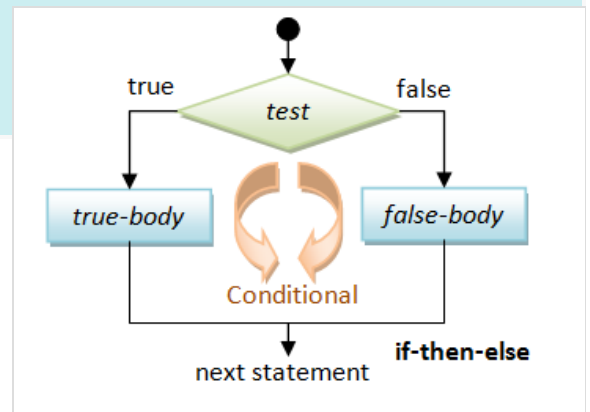 true
false
test
true-body
false-body
Conditional
if-then-else
next statement